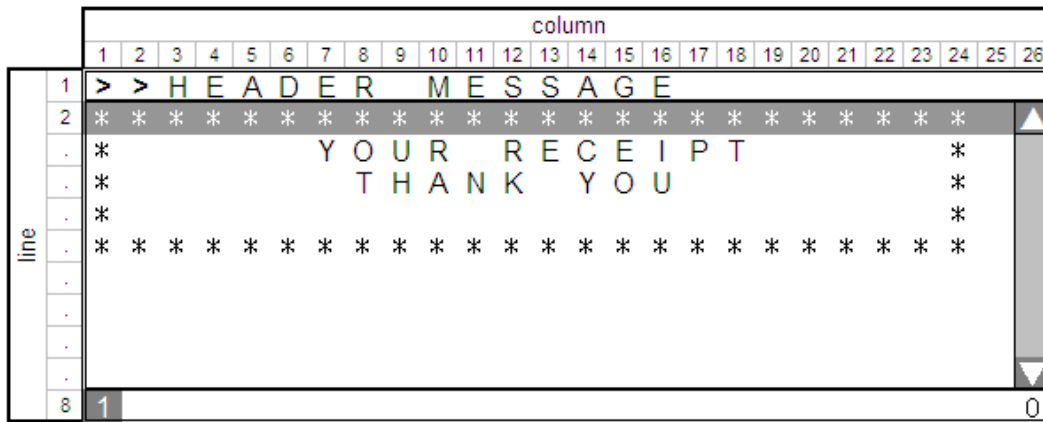 column
1 2 3 4 5 6 7 8 9 10 11 12 13 14 15 16 17 18 19 20 21 22 23 24 25 26
line
1 >>HEADER MESSAGE
2 * * * * * * * * * * * * * * * * * * * * * * * *
. * YOUR RECEIPT *
. * THANK YOU *
. * *
. * * * * * * * * * * * * * * * * * * * * * * * *
.
.
.
.
8 1 0